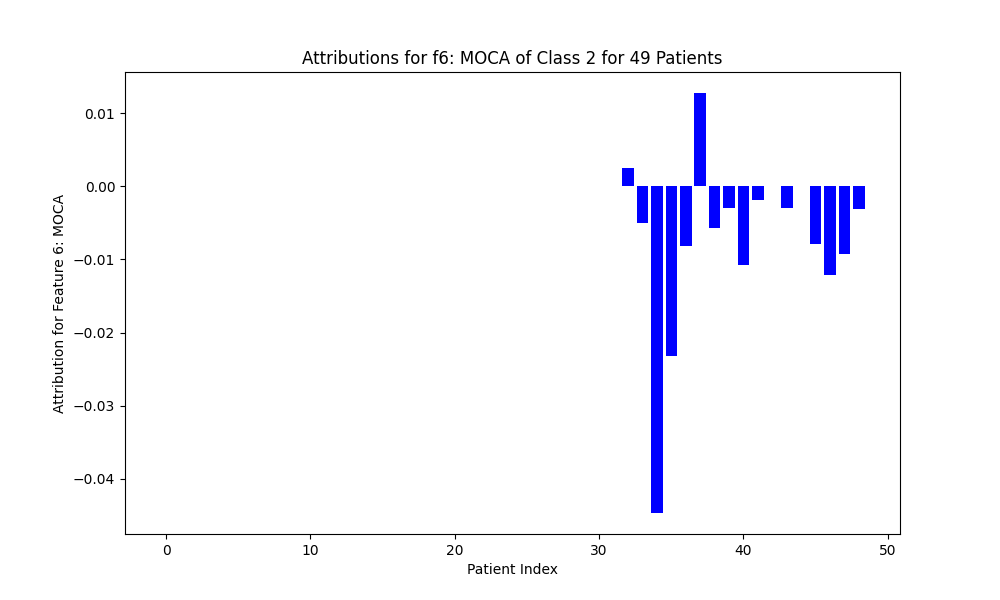 Attributions for f6: MOCA of Class 2 for 49 Patients
Attribution for Feature 6: MOCA
0.01
0.00
−0.01
−0.02
−0.03
−0.04
0 10 20 30 40 50
Patient Index